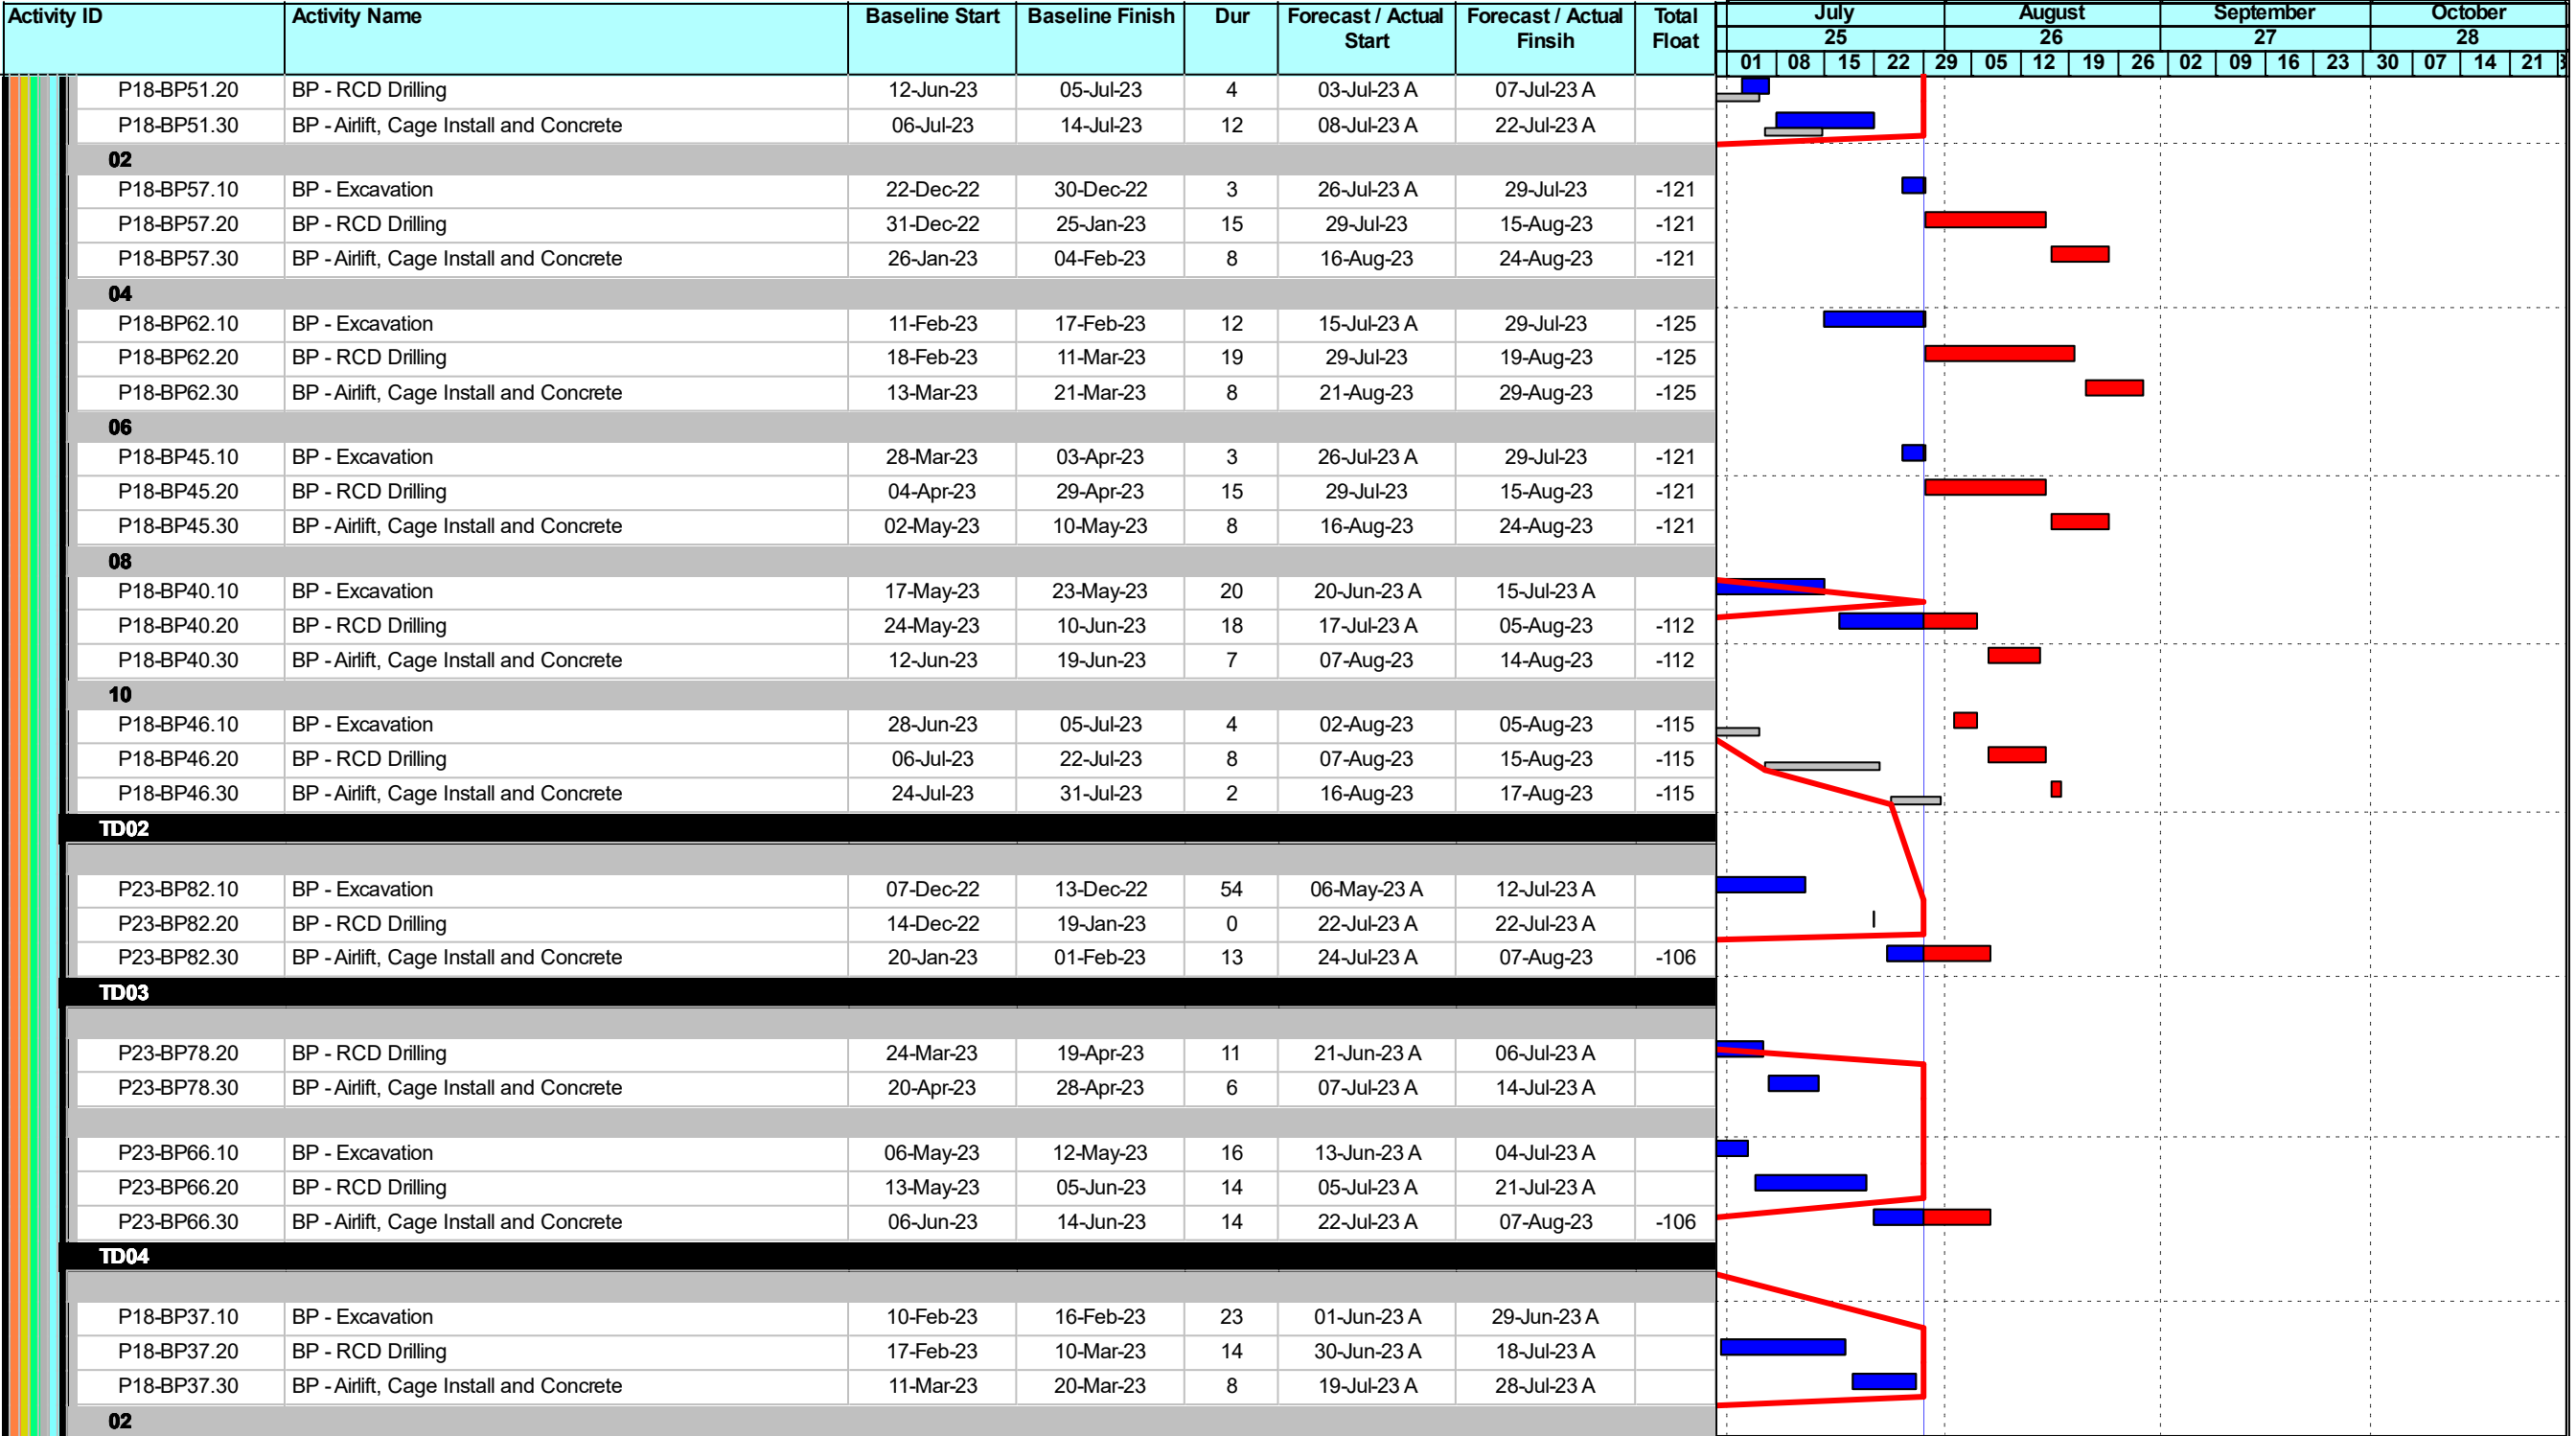 Activity ID Activity Name Baseline Start Baseline Finish Dur Forecast / Actual Start Forecast / Actual Finsih Total Float July August September October
25 26 27 28
01 08 15 22 29 05 12 19 26 02 09 16 23 30 07 14 21
P18-BP51.20 BP - RCD Drilling 12-Jun-23 05-Jul-23 4 03-Jul-23 A 07-Jul-23 A
P18-BP51.30 BP - Airlift, Cage Install and Concrete 06-Jul-23 14-Jul-23 12 08-Jul-23 A 22-Jul-23 A
02
P18-BP57.10 BP - Excavation 22-Dec-22 30-Dec-22 3 26-Jul-23 A 29-Jul-23 -121
P18-BP57.20 BP - RCD Drilling 31-Dec-22 25-Jan-23 15 29-Jul-23 15-Aug-23 -121
P18-BP57.30 BP - Airlift, Cage Install and Concrete 26-Jan-23 04-Feb-23 8 16-Aug-23 24-Aug-23 -121
04
P18-BP62.10 BP - Excavation 11-Feb-23 17-Feb-23 12 15-Jul-23 A 29-Jul-23 -125
P18-BP62.20 BP - RCD Drilling 18-Feb-23 11-Mar-23 19 29-Jul-23 19-Aug-23 -125
P18-BP62.30 BP - Airlift, Cage Install and Concrete 13-Mar-23 21-Mar-23 8 21-Aug-23 29-Aug-23 -125
06
P18-BP45.10 BP - Excavation 28-Mar-23 03-Apr-23 3 26-Jul-23 A 29-Jul-23 -121
P18-BP45.20 BP - RCD Drilling 04-Apr-23 29-Apr-23 15 29-Jul-23 15-Aug-23 -121
P18-BP45.30 BP - Airlift, Cage Install and Concrete 02-May-23 10-May-23 8 16-Aug-23 24-Aug-23 -121
08
P18-BP40.10 BP - Excavation 17-May-23 23-May-23 20 20-Jun-23 A 15-Jul-23 A
P18-BP40.20 BP - RCD Drilling 24-May-23 10-Jun-23 18 17-Jul-23 A 05-Aug-23 -112
P18-BP40.30 BP - Airlift, Cage Install and Concrete 12-Jun-23 19-Jun-23 7 07-Aug-23 14-Aug-23 -112
10
P18-BP46.10 BP - Excavation 28-Jun-23 05-Jul-23 4 02-Aug-23 05-Aug-23 -115
P18-BP46.20 BP - RCD Drilling 06-Jul-23 22-Jul-23 8 07-Aug-23 15-Aug-23 -115
P18-BP46.30 BP - Airlift, Cage Install and Concrete 24-Jul-23 31-Jul-23 2 16-Aug-23 17-Aug-23 -115
TD02
P23-BP82.10 BP - Excavation 07-Dec-22 13-Dec-22 54 06-May-23 A 12-Jul-23 A
P23-BP82.20 BP - RCD Drilling 14-Dec-22 19-Jan-23 0 22-Jul-23 A 22-Jul-23 A
P23-BP82.30 BP - Airlift, Cage Install and Concrete 20-Jan-23 01-Feb-23 13 24-Jul-23 A 07-Aug-23 -106
TD03
P23-BP78.20 BP - RCD Drilling 24-Mar-23 19-Apr-23 11 21-Jun-23 A 06-Jul-23 A
P23-BP78.30 BP - Airlift, Cage Install and Concrete 20-Apr-23 28-Apr-23 6 07-Jul-23 A 14-Jul-23 A
P23-BP66.10 BP - Excavation 06-May-23 12-May-23 16 13-Jun-23 A 04-Jul-23 A
P23-BP66.20 BP - RCD Drilling 13-May-23 05-Jun-23 14 05-Jul-23 A 21-Jul-23 A
P23-BP66.30 BP - Airlift, Cage Install and Concrete 06-Jun-23 14-Jun-23 14 22-Jul-23 A 07-Aug-23 -106
TD04
P18-BP37.10 BP - Excavation 10-Feb-23 16-Feb-23 23 01-Jun-23 A 29-Jun-23 A
P18-BP37.20 BP - RCD Drilling 17-Feb-23 10-Mar-23 14 30-Jun-23 A 18-Jul-23 A
P18-BP37.30 BP - Airlift, Cage Install and Concrete 11-Mar-23 20-Mar-23 8 19-Jul-23 A 28-Jul-23 A
02